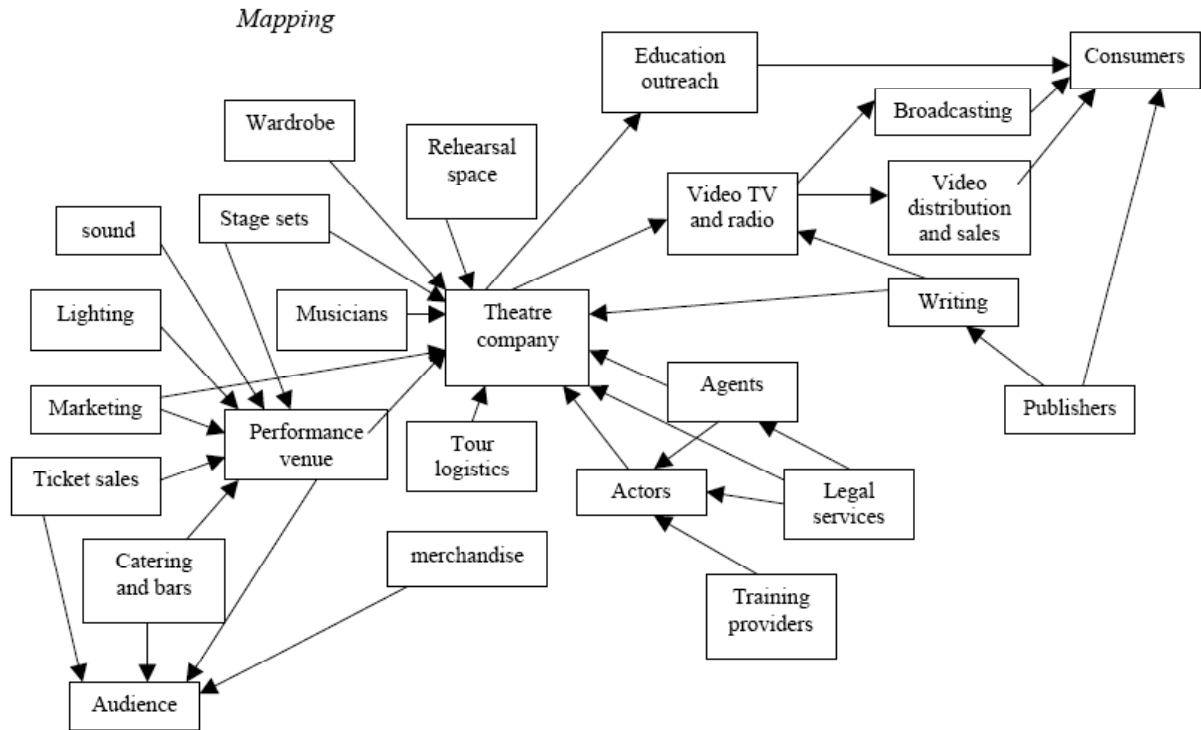 Mapping
Education
outreach
Consumers
Wardrobe
Rehearsal
space
Broadcasting
Video TV
and radio
Video
distribution
and sales
sound
Stage sets
Lighting
Musicians
Theatre
company
Writing
Marketing
Performance
venue
Tour
logistics
Agents
Publishers
Ticket sales
Actors
Legal
services
Catering
and bars
merchandise
Training
providers
Audience